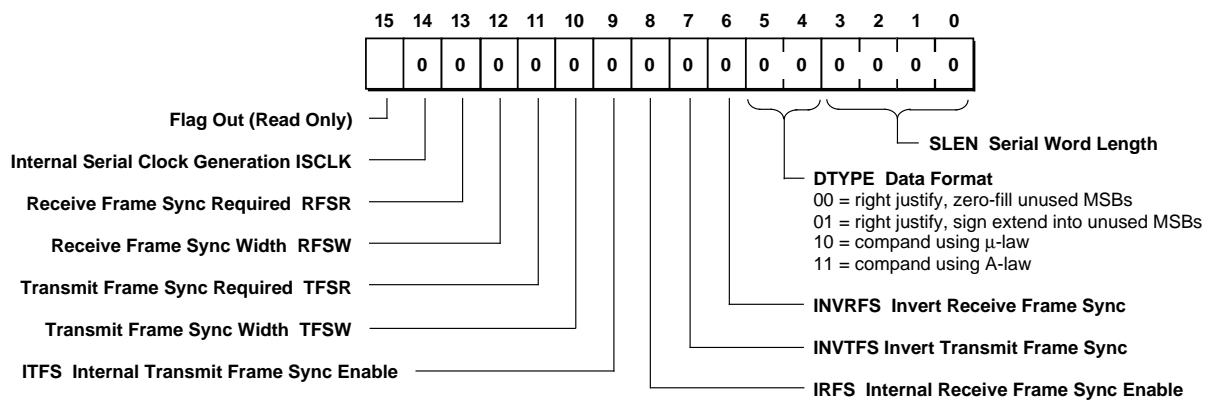 15 14 13 12 11 10 9 8 7 6 5 4 3 2 1 0
0 0 0 0 0 0 0 0 0 0 0 0 0 0 0
Flag Out (Read Only)
Internal Serial Clock Generation ISCLK
Receive Frame Sync Required RFSR
Receive Frame Sync Width RFSW
Transmit Frame Sync Required TFSR
Transmit Frame Sync Width TFSW
ITFS Internal Transmit Frame Sync Enable
SLEN Serial Word Length
DTYPE Data Format
00 = right justify, zero-fill unused MSBs
01 = right justify, sign extend into unused MSBs
10 = compand using μ-law
11 = compand using A-law
INVRFS Invert Receive Frame Sync
INVTFS Invert Transmit Frame Sync
IRFS Internal Receive Frame Sync Enable